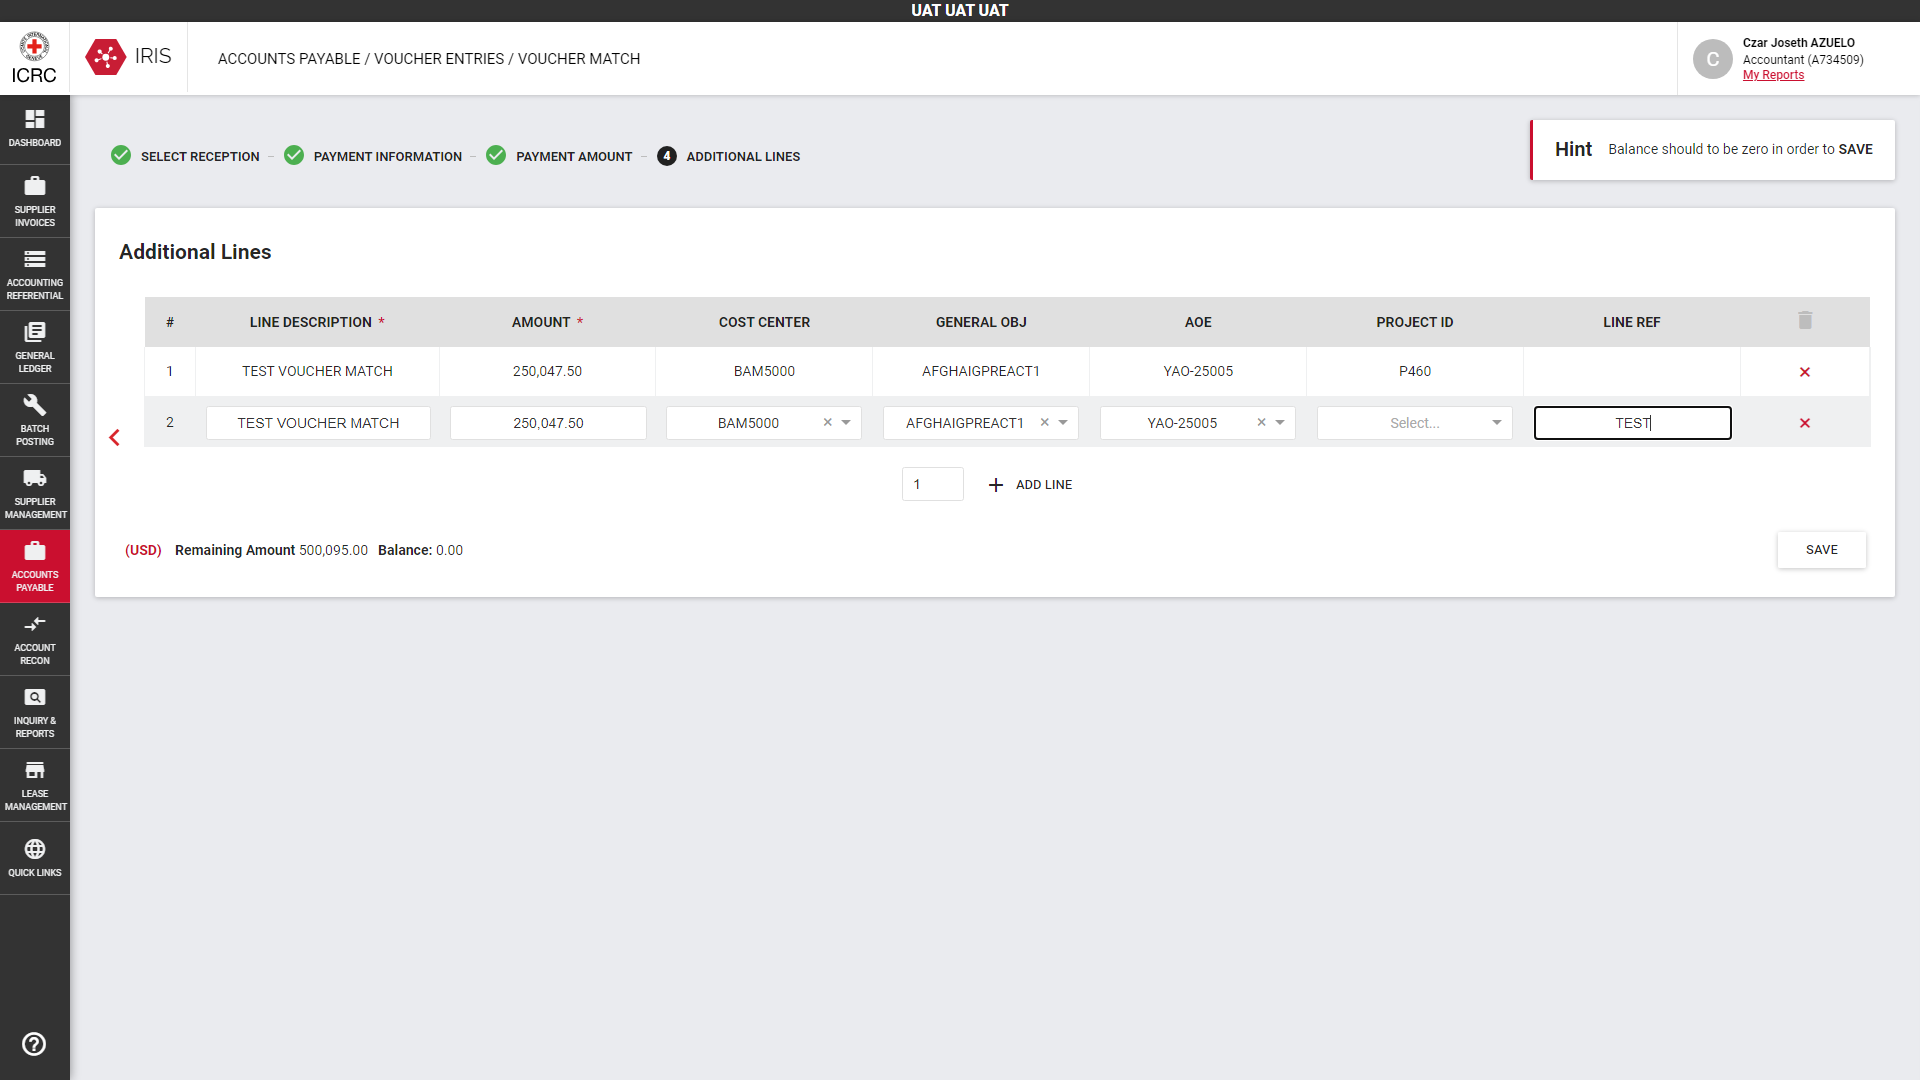 UAT UAT UAT
ICRC
IRIS
ACCOUNTS PAYABLE / VOUCHER ENTRIES / VOUCHER MATCH
C
Czar Joseth AZUELO
Accountant (A734509)
My Reports
DASHBOARD
SUPPLIER
INVOICES
ACCOUNTING
REFERENTIAL
GENERAL
LEDGER
BATCH
POSTING
SUPPLIER
MANAGEMENT
ACCOUNTS
PAYABLE
ACCOUNT
RECON
INQUIRY &
REPORTS
LEASE
MANAGEMENT
QUICK LINKS
SELECT RECEPTION – PAYMENT INFORMATION – PAYMENT AMOUNT – 4 ADDITIONAL LINES
Hint Balance should to be zero in order to SAVE
Additional Lines
# LINE DESCRIPTION * AMOUNT * COST CENTER GENERAL OBJ AOE PROJECT ID LINE REF
1 TEST VOUCHER MATCH 250,047.50 BAM5000 AFGHAIGPREACT1 YAO-25005 P460
2 TEST VOUCHER MATCH 250,047.50 BAM5000 AFGHAIGPREACT1 YAO-25005 Select... TEST
1 ADD LINE
(USD) Remaining Amount 500,095.00 Balance: 0.00
SAVE